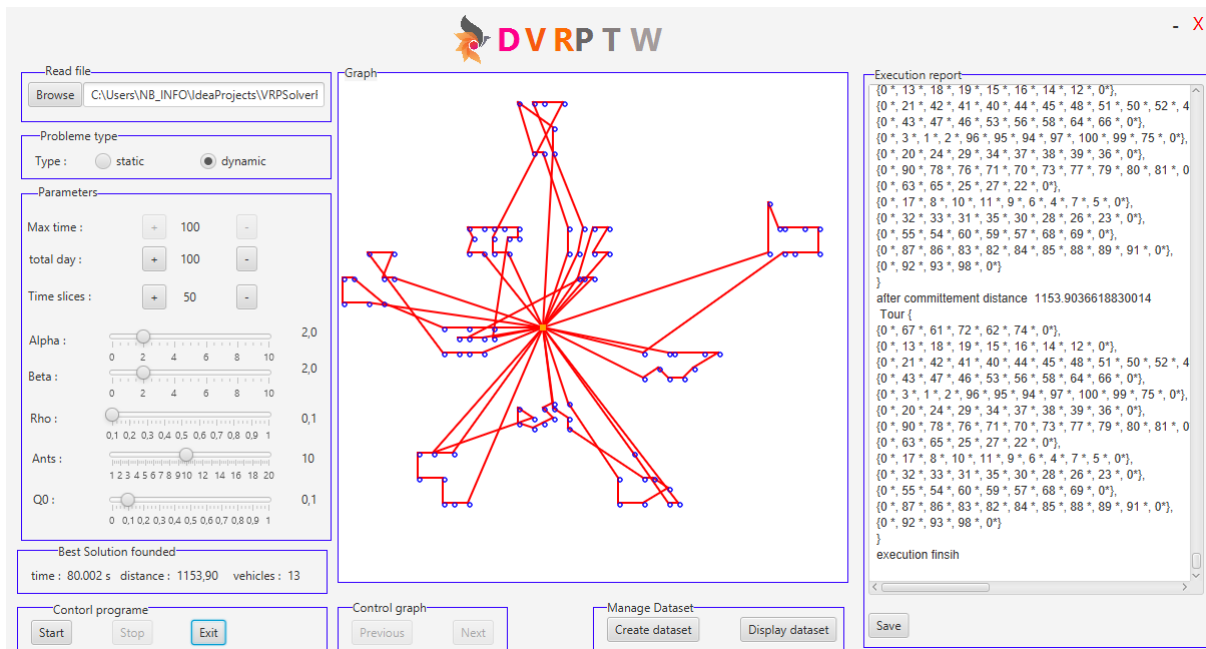 DVRPTW
- X
Read file
Browse C:\Users\NB_INFO\IdeaProjects\VRPSolverF
Probleme type
Type : static dynamic
Parameters
Max time : + 100 -
total day : + 100 -
Time slices : + 50 -
Alpha : 2,0
0 2 4 6 8 10
Beta : 2,0
0 2 4 6 8 10
Rho : 0,1
0,1 0,2 0,3 0,4 0,5 0,6 0,7 0,8 0,9 1
Ants : 10
1 2 3 4 5 6 7 8 9 10 12 14 16 18 20
Q0 : 0,1
0 0,1 0,2 0,3 0,4 0,5 0,6 0,7 0,8 0,9 1
Best Solution founded
time : 80.002 s distance : 1153,90 vehicles : 13
Contorl programe
Start Stop Exit
Graph
Control graph
Previous Next
Manage Dataset
Create dataset Display dataset
Execution report
{0 *, 13 *, 18 *, 19 *, 15 *, 16 *, 14 *, 12 *, 0*},
{0 *, 21 *, 42 *, 41 *, 40 *, 44 *, 45 *, 48 *, 51 *, 50 *, 52 *, 4
{0 *, 43 *, 47 *, 46 *, 53 *, 56 *, 58 *, 64 *, 66 *, 0*},
{0 *, 3 *, 1 *, 2 *, 96 *, 95 *, 94 *, 97 *, 100 *, 99 *, 75 *, 0*},
{0 *, 20 *, 24 *, 29 *, 34 *, 37 *, 38 *, 39 *, 36 *, 0*},
{0 *, 90 *, 78 *, 76 *, 71 *, 70 *, 73 *, 77 *, 79 *, 80 *, 81 *, 0
{0 *, 63 *, 65 *, 25 *, 27 *, 22 *, 0*},
{0 *, 17 *, 8 *, 10 *, 11 *, 9 *, 6 *, 4 *, 7 *, 5 *, 0*},
{0 *, 32 *, 33 *, 31 *, 35 *, 30 *, 28 *, 26 *, 23 *, 0*},
{0 *, 55 *, 54 *, 60 *, 59 *, 57 *, 68 *, 69 *, 0*},
{0 *, 87 *, 86 *, 83 *, 82 *, 84 *, 85 *, 88 *, 89 *, 91 *, 0*},
{0 *, 92 *, 93 *, 98 *, 0*}
}
after committement distance 1153.9036618830014
Tour {
{0 *, 67 *, 61 *, 72 *, 62 *, 74 *, 0*},
{0 *, 13 *, 18 *, 19 *, 15 *, 16 *, 14 *, 12 *, 0*},
{0 *, 21 *, 42 *, 41 *, 40 *, 44 *, 45 *, 48 *, 51 *, 50 *, 52 *, 4
{0 *, 43 *, 47 *, 46 *, 53 *, 56 *, 58 *, 64 *, 66 *, 0*},
{0 *, 3 *, 1 *, 2 *, 96 *, 95 *, 94 *, 97 *, 100 *, 99 *, 75 *, 0*},
{0 *, 20 *, 24 *, 29 *, 34 *, 37 *, 38 *, 39 *, 36 *, 0*},
{0 *, 90 *, 78 *, 76 *, 71 *, 70 *, 73 *, 77 *, 79 *, 80 *, 81 *, 0
{0 *, 63 *, 65 *, 25 *, 27 *, 22 *, 0*},
{0 *, 17 *, 8 *, 10 *, 11 *, 9 *, 6 *, 4 *, 7 *, 5 *, 0*},
{0 *, 32 *, 33 *, 31 *, 35 *, 30 *, 28 *, 26 *, 23 *, 0*},
{0 *, 55 *, 54 *, 60 *, 59 *, 57 *, 68 *, 69 *, 0*},
{0 *, 87 *, 86 *, 83 *, 82 *, 84 *, 85 *, 88 *, 89 *, 91 *, 0*},
{0 *, 92 *, 93 *, 98 *, 0*}
}
execution finsih
Save